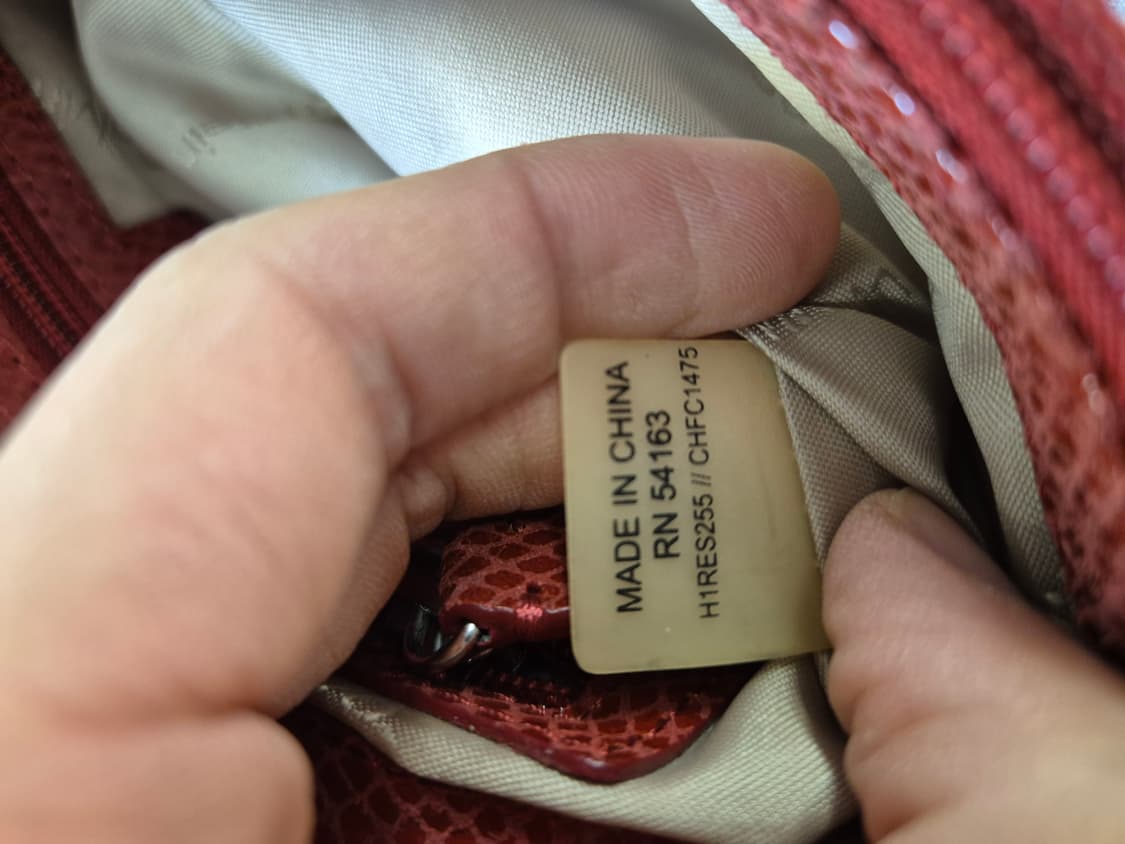 MADE IN CHINA
RN 54163
H1RES255 // CHFC1475